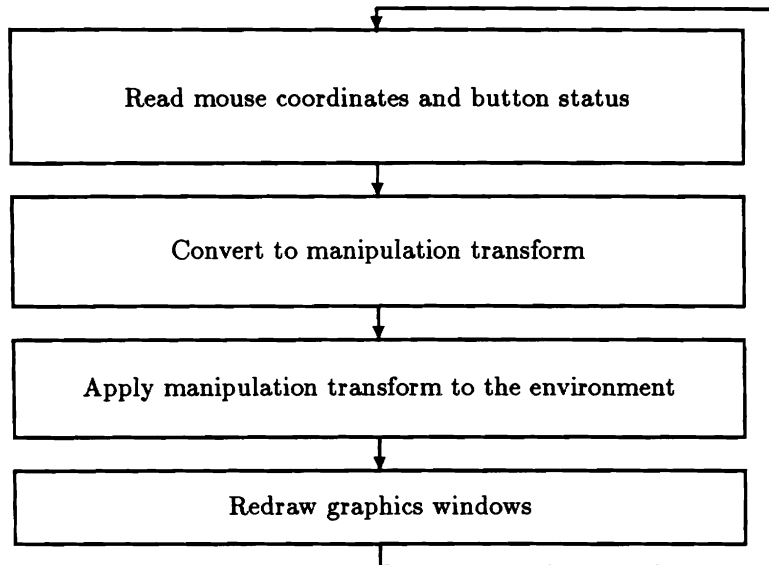 Read mouse coordinates and button status
Convert to manipulation transform
Apply manipulation transform to the environment
Redraw graphics windows